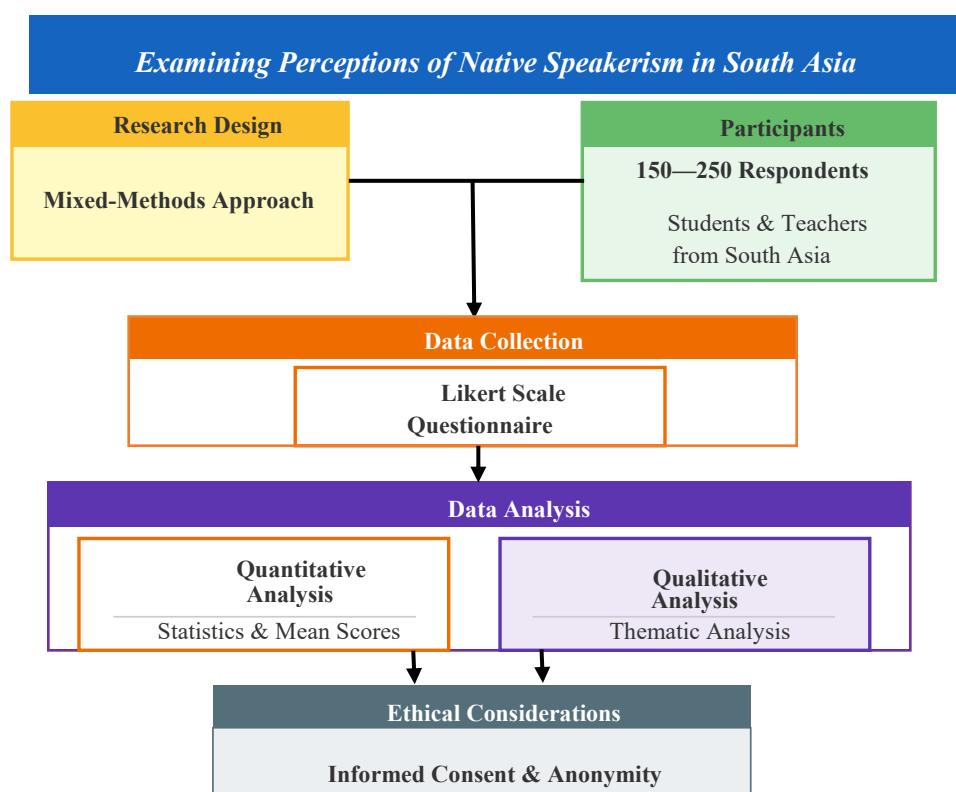 Examining Perceptions of Native Speakerism in South Asia
Research Design
Mixed-Methods Approach
Participants
150—250 Respondents
Students & Teachers
from South Asia
Data Collection
Likert Scale
Questionnaire
Data Analysis
Quantitative
Analysis
Statistics & Mean Scores
Qualitative
Analysis
Thematic Analysis
Ethical Considerations
Informed Consent & Anonymity